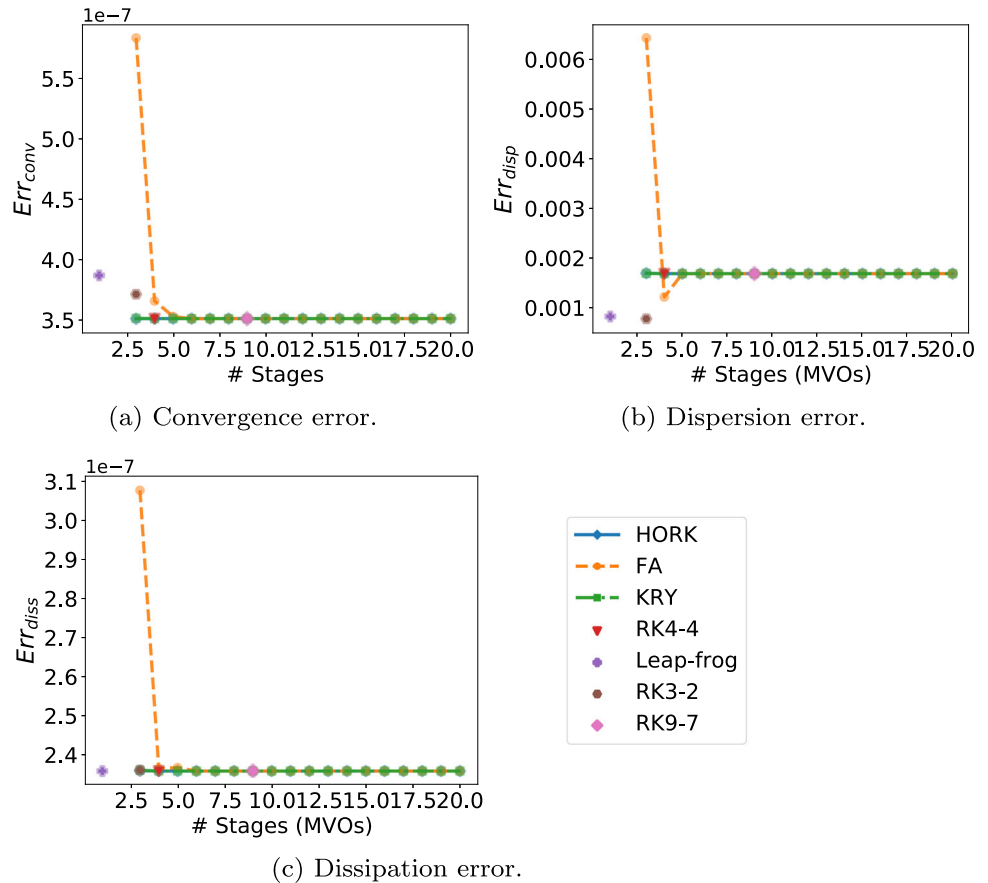 1e−7
5.5
5.0
4.5
4.0
3.5
Err_conv
2.5 5.0 7.5 10.0 12.5 15.0 17.5 20.0
# Stages
(a) Convergence error.
0.006
0.005
0.004
0.003
0.002
0.001
Err_disp
2.5 5.0 7.5 10.0 12.5 15.0 17.5 20.0
# Stages (MVOs)
(b) Dispersion error.
1e−7
3.1
3.0
2.9
2.8
2.7
2.6
2.5
2.4
Err_diss
2.5 5.0 7.5 10.0 12.5 15.0 17.5 20.0
# Stages (MVOs)
(c) Dissipation error.
HORK
FA
KRY
RK4-4
Leap-frog
RK3-2
RK9-7